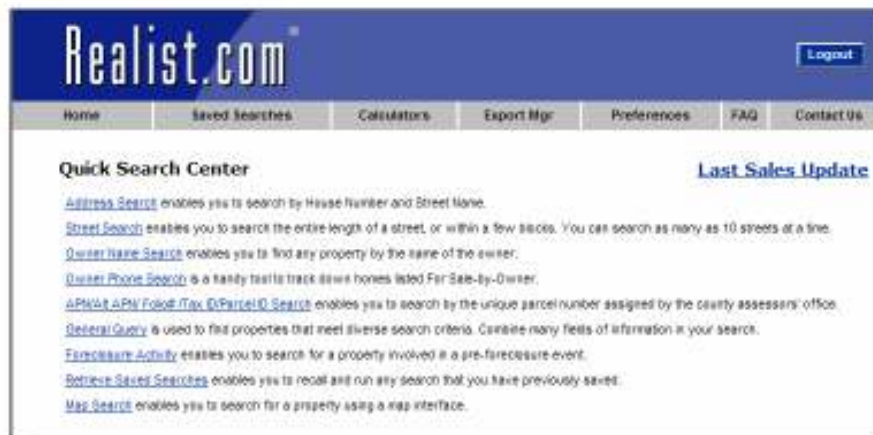 Realist.com
Logout
Home Saved Searches Calculators Export Mgr Preferences FAQ Contact Us
Quick Search Center Last Sales Update
Address Search enables you to search by House Number and Street Name.
Street Search enables you to search the entire length of a street, or within a few blocks. You can search as many as 10 streets at a time.
Owner Name Search enables you to find any property by the name of the owner.
Owner Phone Search is a handy tool to track down homes listed For Sale-by-Owner.
APN/Alt.APN/ Folio# /Tax ID/Parcel ID Search enables you to search by the unique parcel number assigned by the county assessors' office.
General Query is used to find properties that meet diverse search criteria. Combine many fields of information in your search.
Foreclosure Activity enables you to search for a property involved in a pre-foreclosure event.
Retrieve Saved Searches enables you to recall and run any search that you have previously saved.
Map Search enables you to search for a property using a map interface.